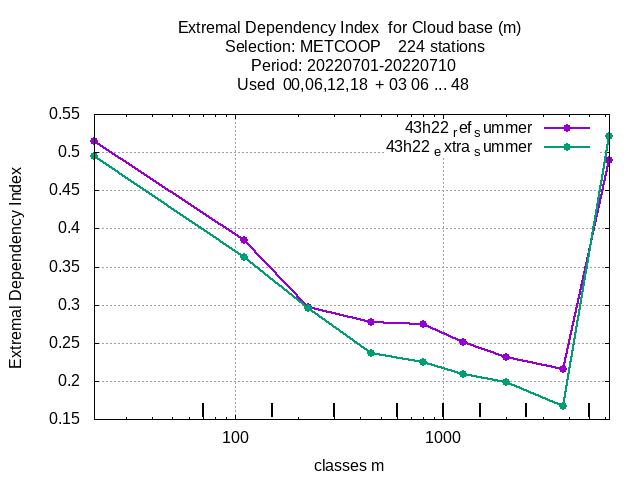 Extremal Dependency Index  for Cloud base (m)
Selection: METCOOP    224 stations
Period: 20220701-20220710
Used  00,06,12,18  + 03 06 ... 48
43h22 ref summer
43h22 extra summer
0.55
0.5
0.45
0.4
0.35
0.3
0.25
0.2
0.15
Extremal Dependency Index
100 1000
classes m